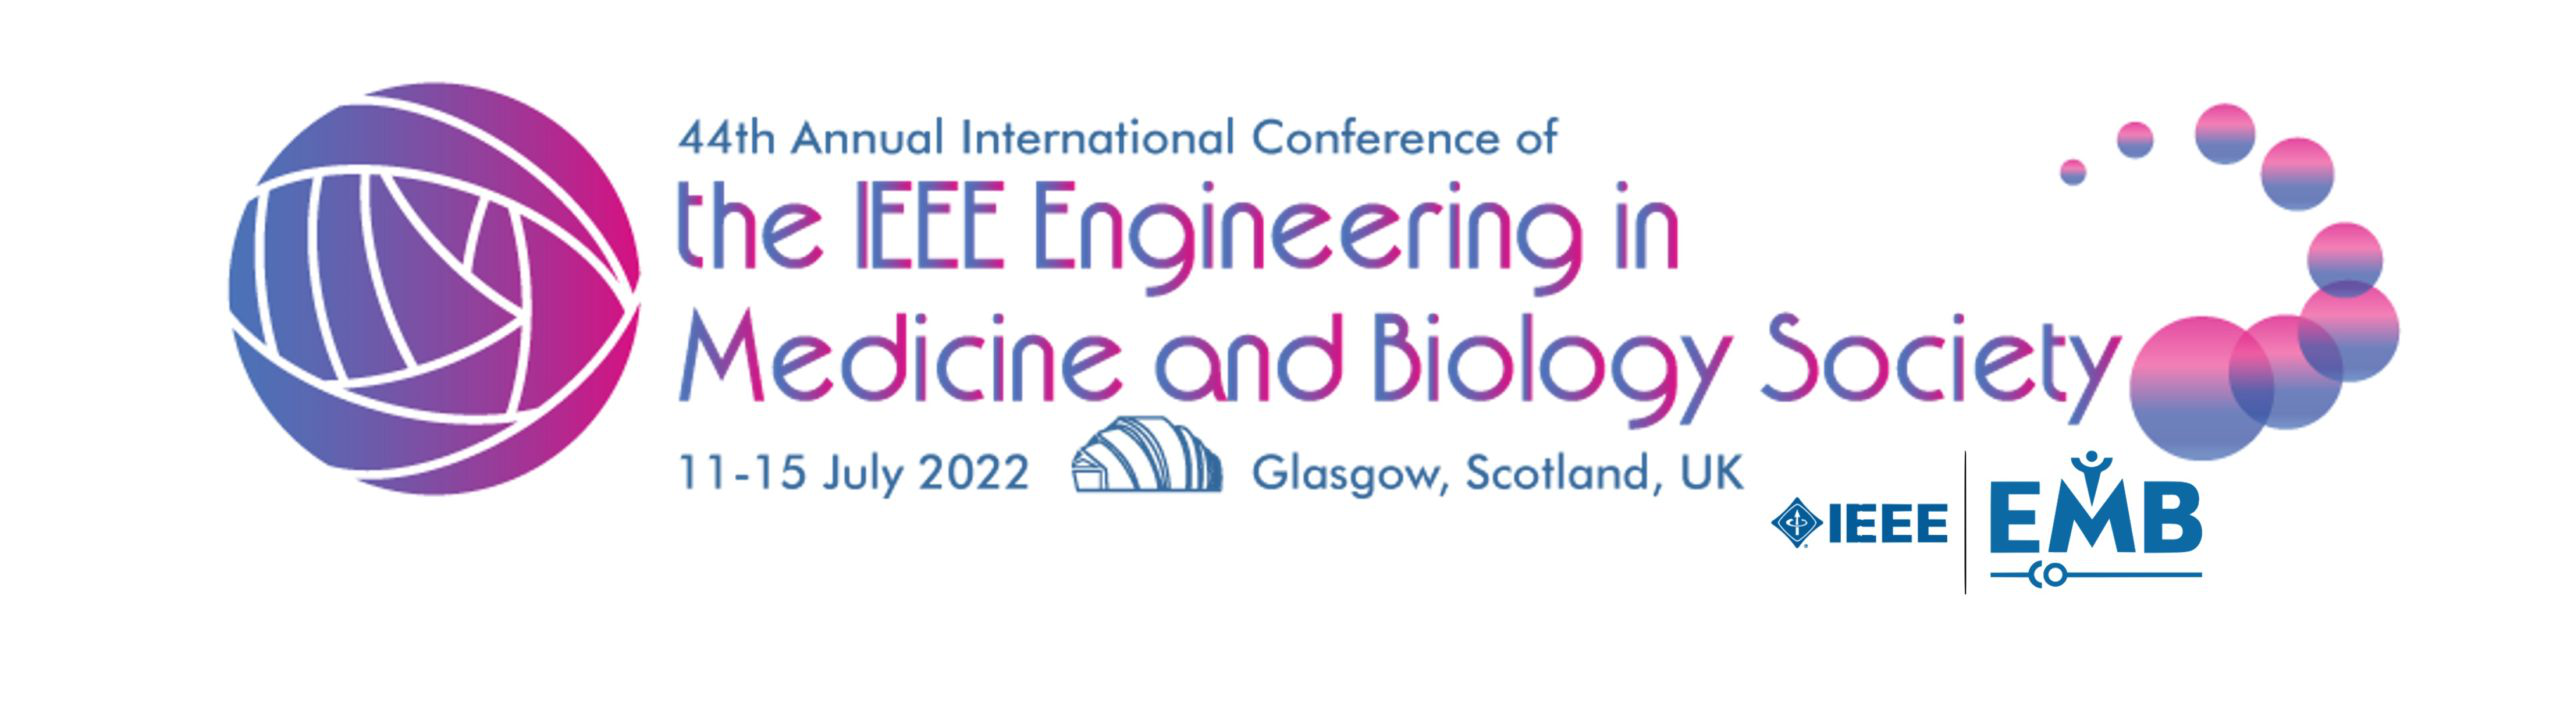 44th Annual International Conference of
the IEEE Engineering in
Medicine and Biology Society
11-15 July 2022 Glasgow, Scotland, UK
IEEE EMB